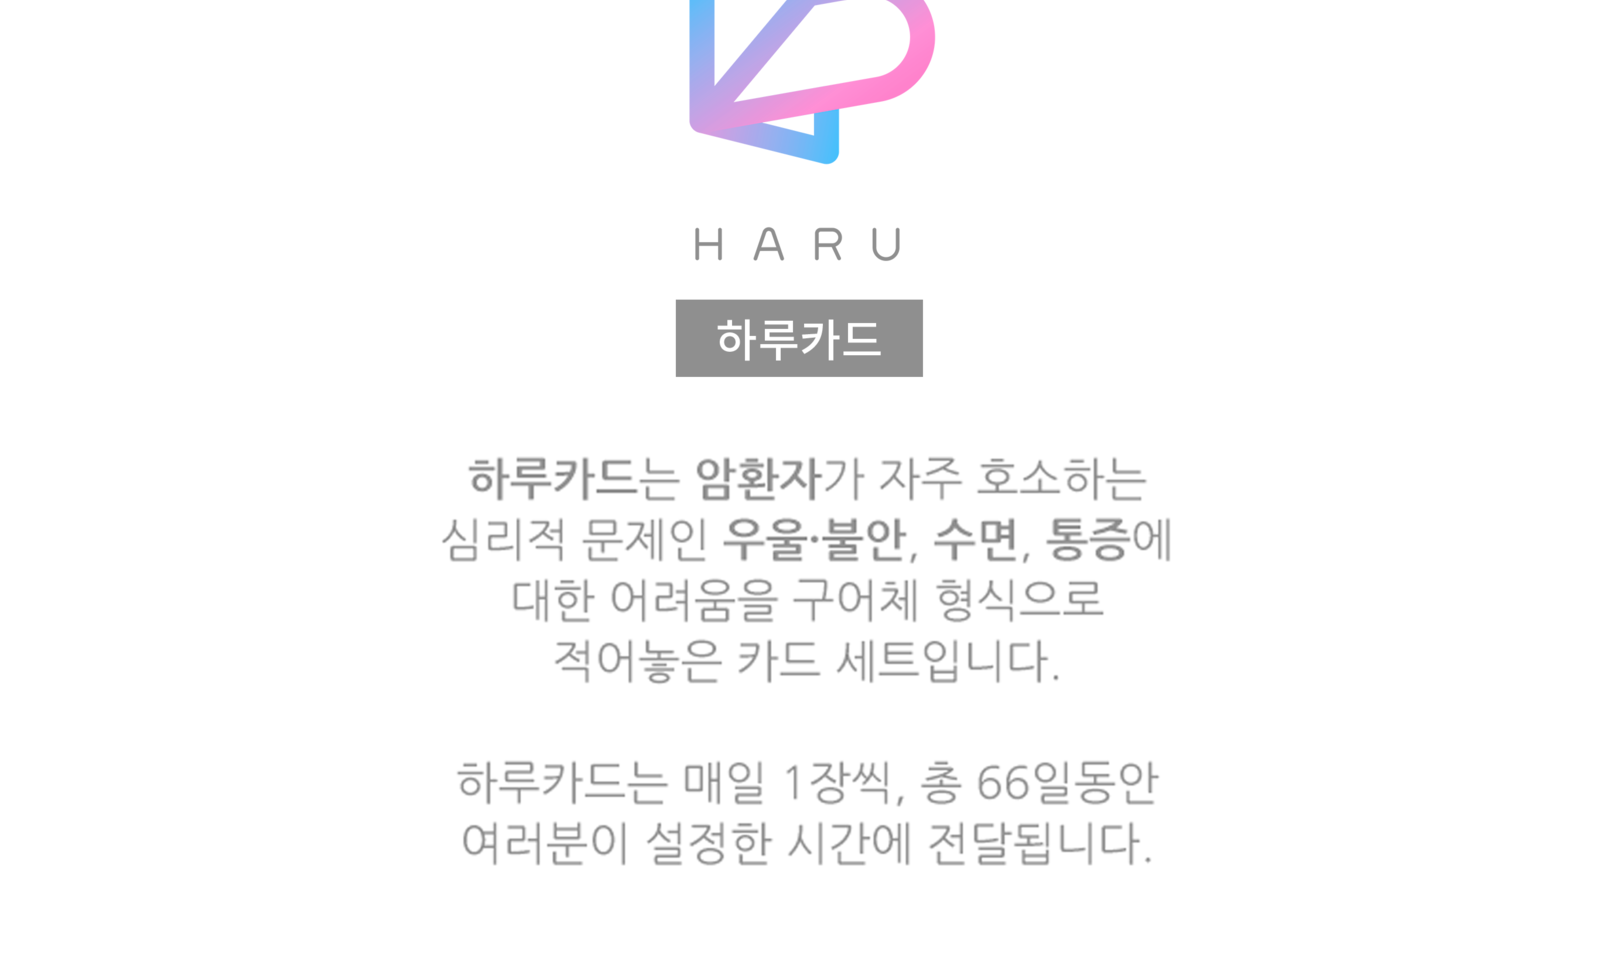 HARU
하루카드
하루카드는 암환자가 자주 호소하는
심리적 문제인 우울·불안, 수면, 통증에
대한 어려움을 구어체 형식으로
적어놓은 카드 세트입니다.
하루카드는 매일 1장씩, 총 66일동안
여러분이 설정한 시간에 전달됩니다.